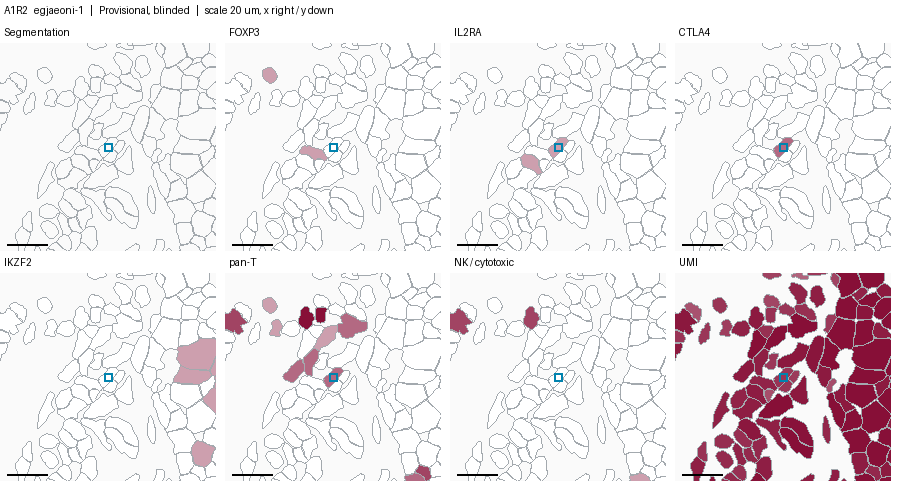 A1R2 egjaeoni-1 | Provisional, blinded | scale 20 um, x right / y down
Segmentation FOXP3 IL2RA CTLA4
IKZF2 pan-T NK / cytotoxic UMI